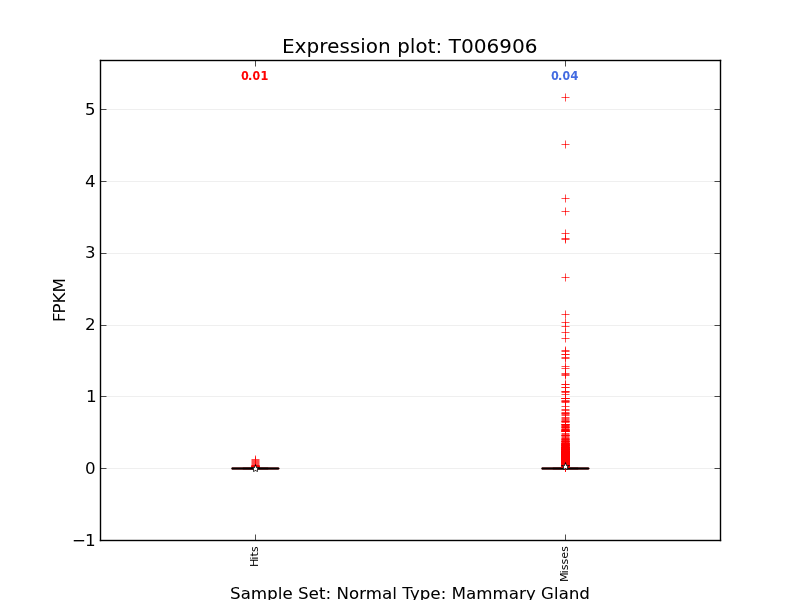 Expression plot: T006906
0.01
0.04
5
4
3
2
1
0
−1
FPKM
Hits
Misses
Sample Set: Normal Type: Mammary Gland